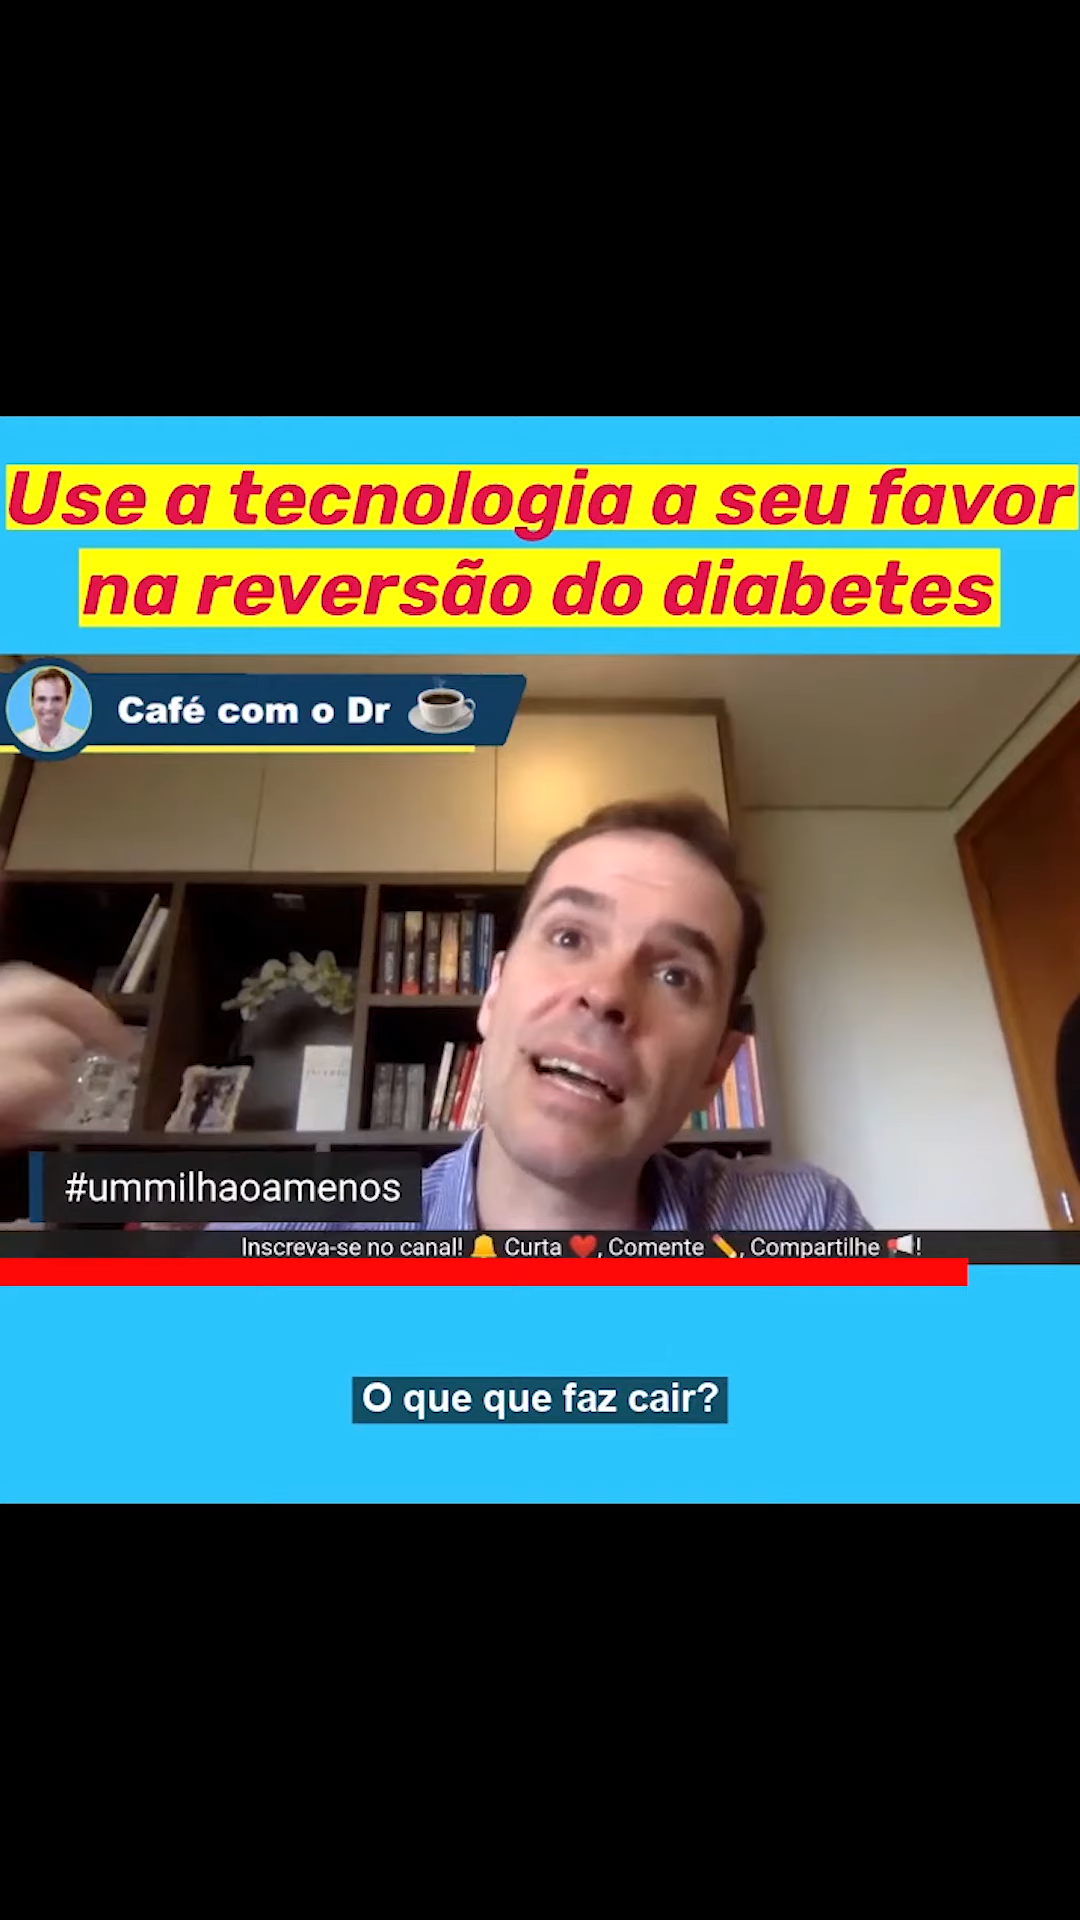 Use a tecnologia a seu favor
na reversão do diabetes
Café com o Dr
#ummilhaoamenos
Inscreva-se no canal! 🔔 Curta ❤️, Comente ✏️, Compartilhe 📢!
O que que faz cair?